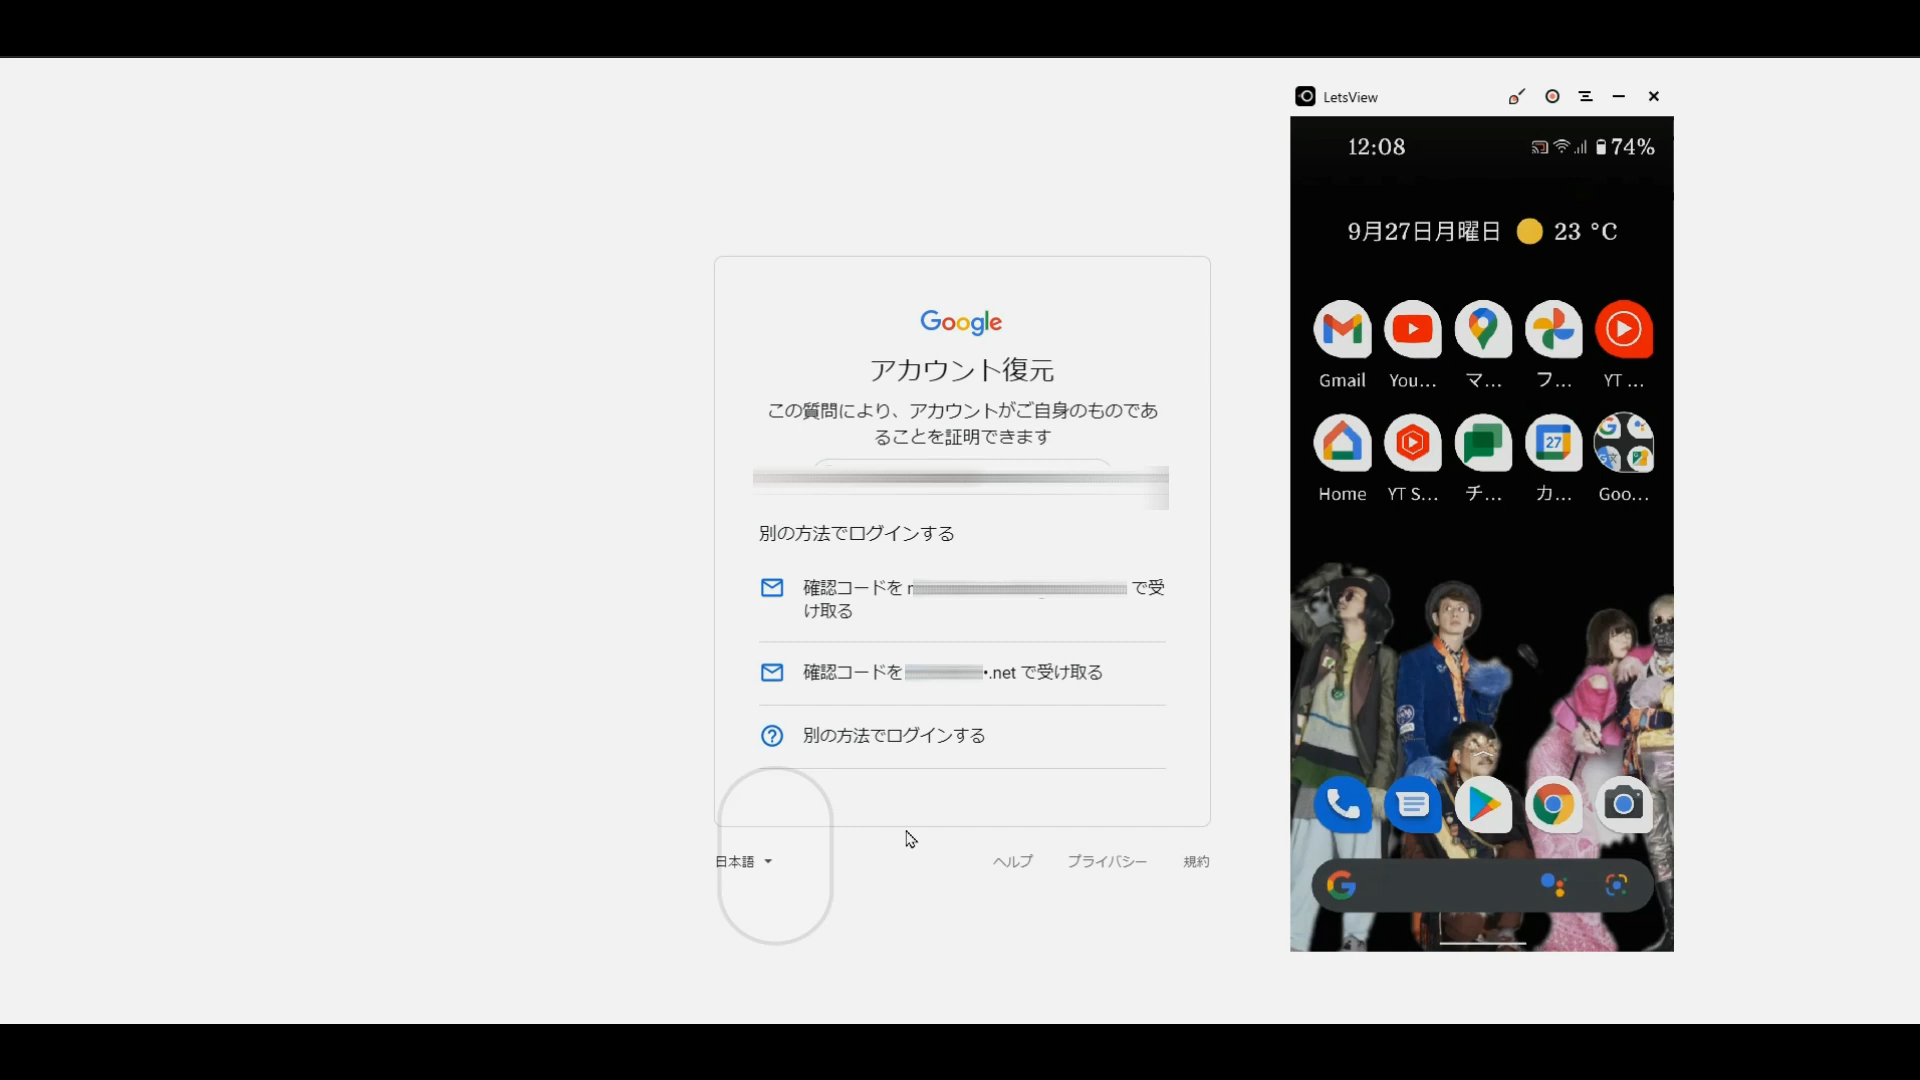 Google
アカウント復元
この質問により、アカウントがご自身のものであ
ることを証明できます
別の方法でログインする
確認コードを で受
け取る
確認コードを •.net で受け取る
別の方法でログインする
日本語
ヘルプ プライバシー 規約
LetsView
12:08 74%
9月27日月曜日 23 °C
Gmail You... マ... フ... YT ...
27
Home YT S... チ... カ... Goo...